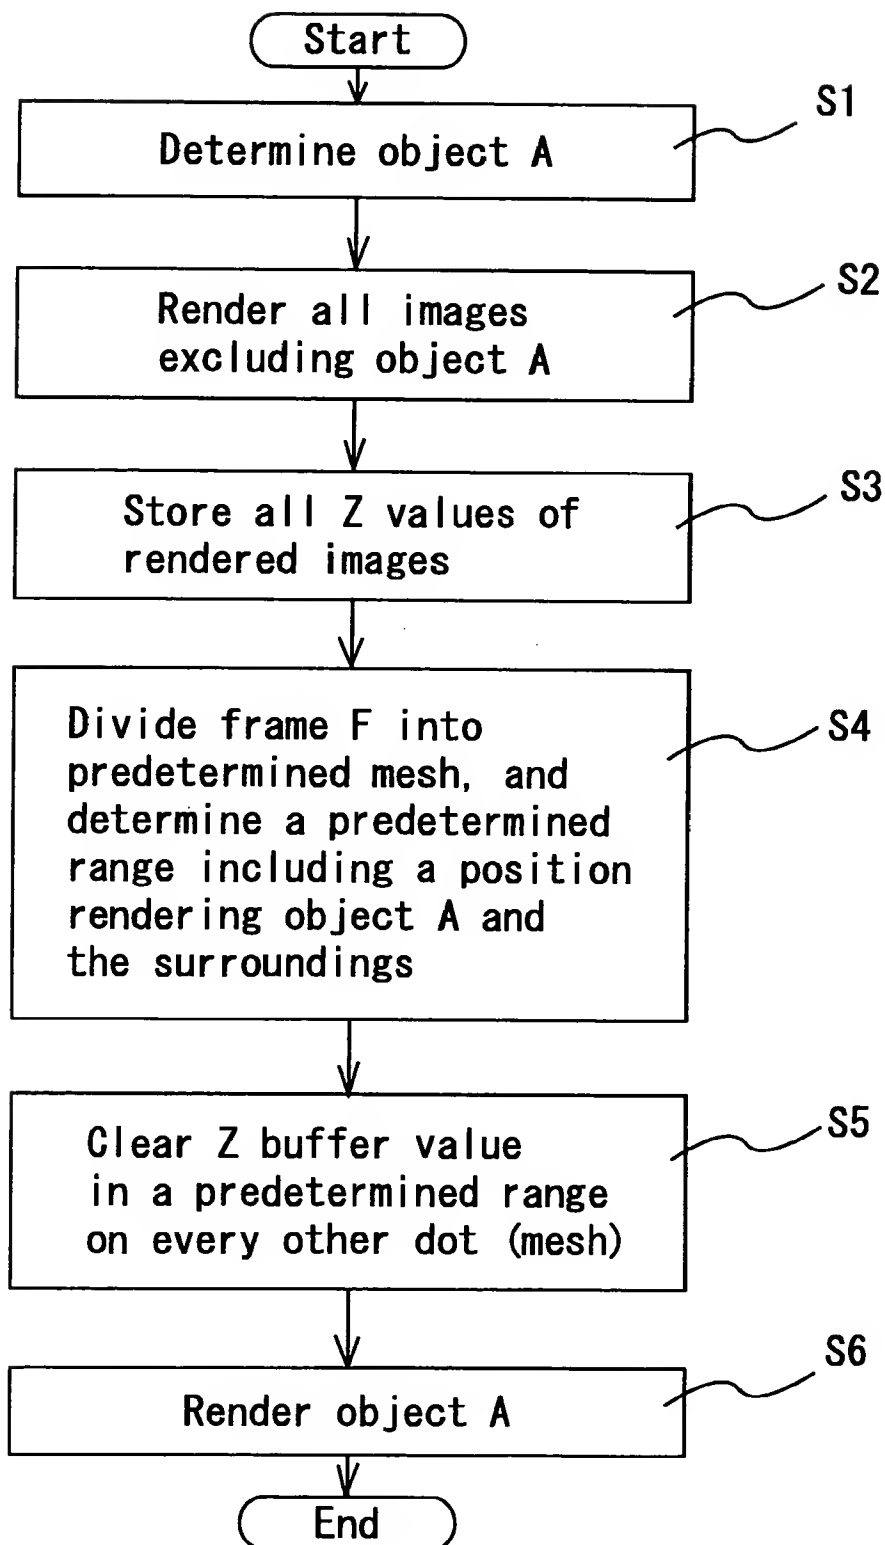 Start
S1
Determine object A
S2
Render all images
excluding object A
S3
Store all Z values of
rendered images
S4
Divide frame F into
predetermined mesh, and
determine a predetermined
range including a position
rendering object A and
the surroundings
S5
Clear Z buffer value
in a predetermined range
on every other dot (mesh)
S6
Render object A
End